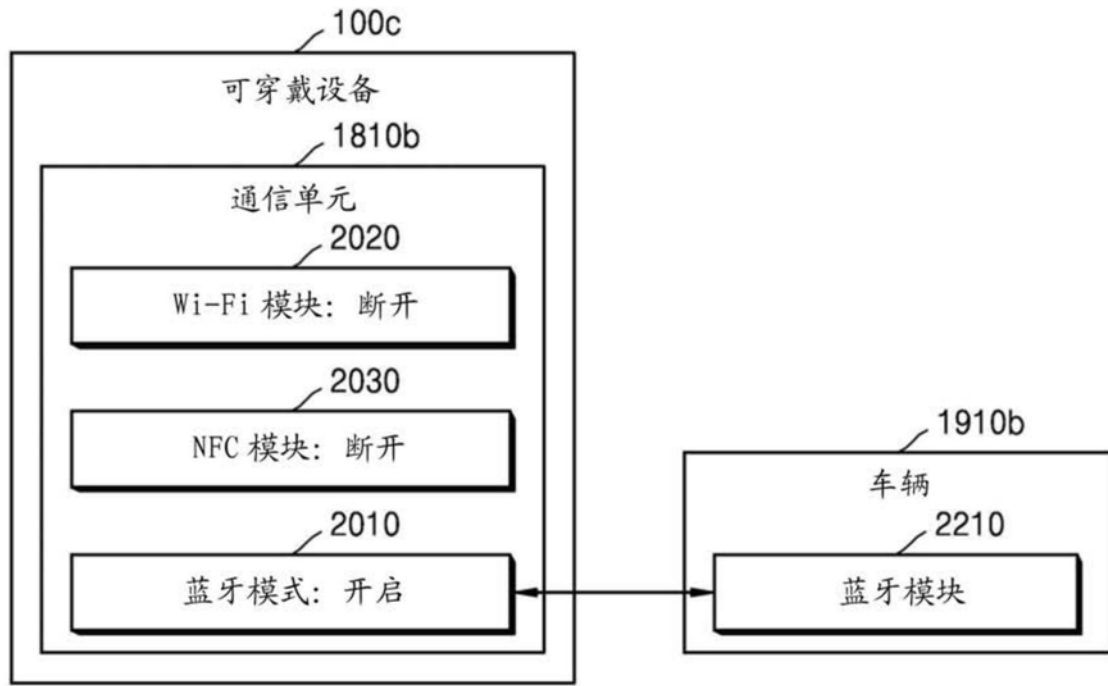 100c
可穿戴设备
1810b
通信单元
2020
Wi-Fi 模块：断开
2030
NFC 模块：断开
1910b
车辆
2010
蓝牙模式：开启
2210
蓝牙模块